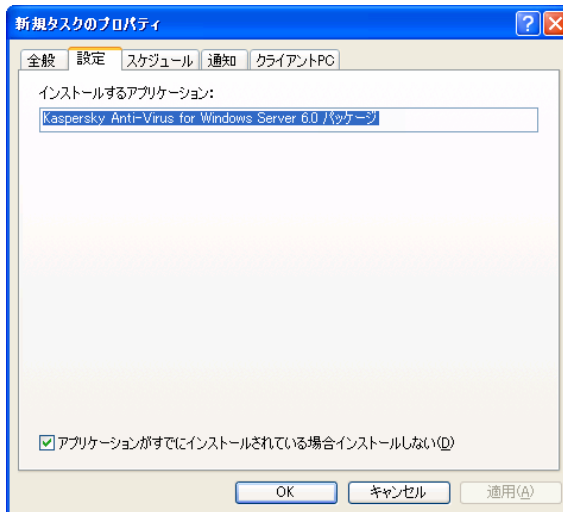 新規タスクのプロパティ
全般 設定 スケジュール 通知 クライアントPC
インストールするアプリケーション:
Kaspersky Anti-Virus for Windows Server 6.0 パッケージ
アプリケーションがすでにインストールされている場合インストールしない(D)
OK キャンセル 適用(A)